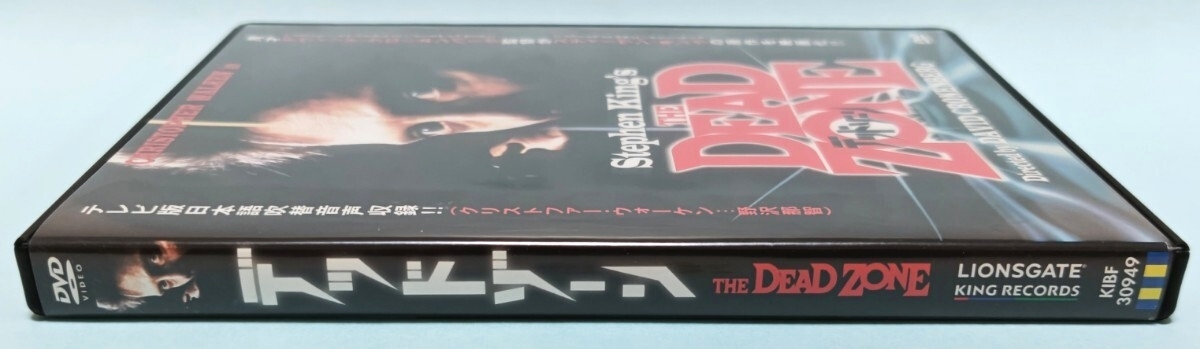 CHRISTOPHER WALKEN
Stephen King's
THE
DEAD
ZONE
Directed by DAVID CRONENBERG
テレビ版日本語吹替音声収録!!(クリストファー・ウォーケン:野沢那智)
DVD
VIDEO
デッドゾーン
THE DEAD ZONE
LIONSGATE
KING RECORDS
KIBF
30949